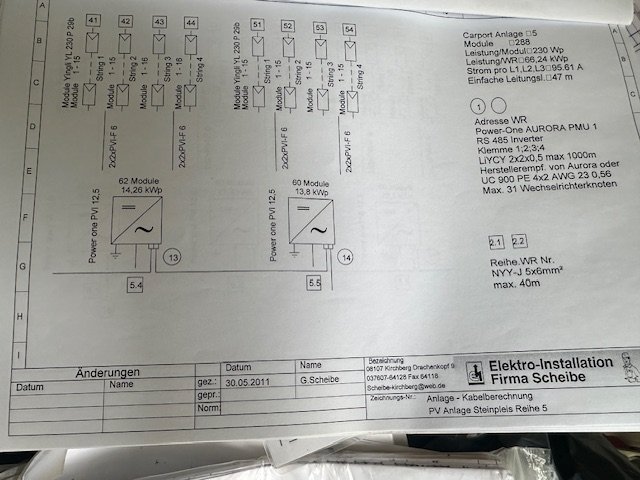 A
B
C
D
E
F
G
H
I
41
42
43
44
51
52
53
54
Module Yingli YL 230 P 29b
Module 1 - 15
String 1
Module 1 - 15
String 2
Module 1 - 16
String 3
Module 1 - 16
String 4
Module Yingli YL 230 P 29b
Module 1 - 15
String 1
Module 1 - 15
String 2
Module 1 - 15
String 3
Module 1 - 15
String 4
2x2xPVI-F 6
2x2xPVI-F 6
2x2xPVI-F 6
2x2xPVI-F 6
62 Module
14,26 kWp
60 Module
13,8 kWp
Power one PVI 12,5
Power one PVI 12,5
13
14
5.4
5.5
Carport Anlage □5
Module □288
Leistung/Modul□230 Wp
Leistung/WR□66,24 kWp
Strom pro L1,L2,L3□95.61 A
Einfache Leitungsl.□47 m
1
Adresse WR
Power-One AURORA PMU 1
RS 485 Inverter
Klemme 1;2;3;4
LiYCY 2x2x0,5 max 1000m
Herstellerempf. von Aurora oder
UC 900 PE 4x2 AWG 23 0,56
Max. 31 Wechselrichterknoten
2.1
2.2
Reihe.WR Nr.
NYY-J 5x6mm²
max. 40m
A
B
C
Änderungen
Datum
Name
Datum
Name
gez.:
30.05.2011
G.Scheibe
gepr.:
Norm:
Bezeichnung
08107 Kirchberg Drachenkopf 9
037607-64128 Fax 64116
Scheibe-kirchberg@web.de
Elektro-Installation
Firma Scheibe
Zeichnungs-Nr.:
Anlage - Kabelberechnung
PV Anlage Steinpleis Reihe 5